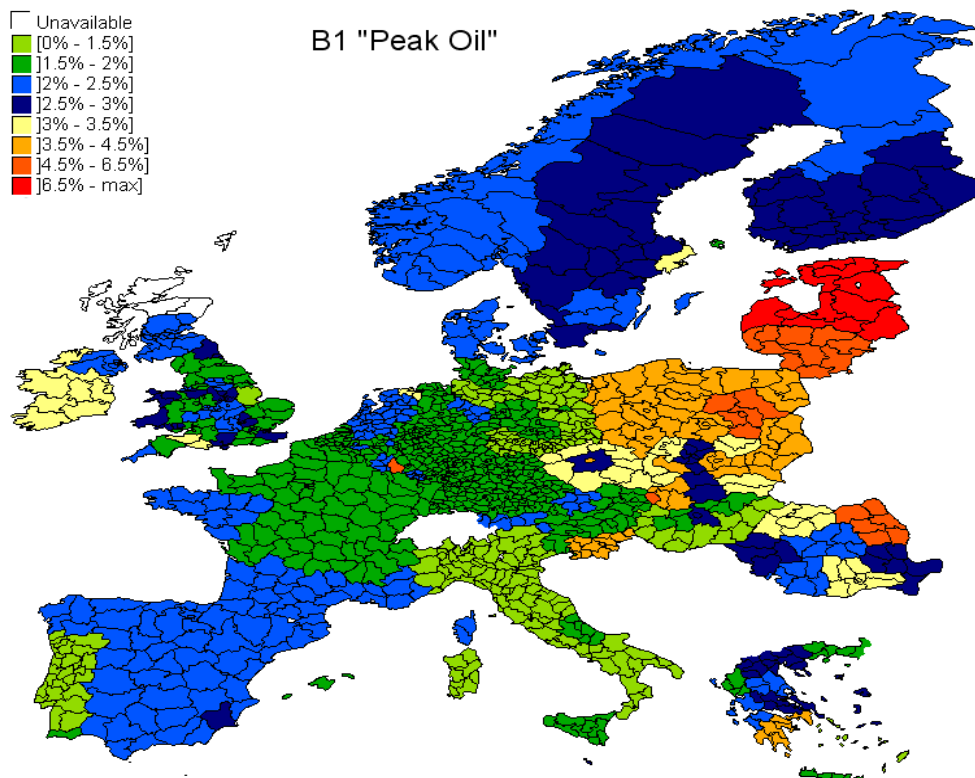 Unavailable
[0% - 1.5%]
]1.5% - 2%]
]2% - 2.5%]
]2.5% - 3%]
]3% - 3.5%]
]3.5% - 4.5%]
]4.5% - 6.5%]
]6.5% - max]
B1 "Peak Oil"